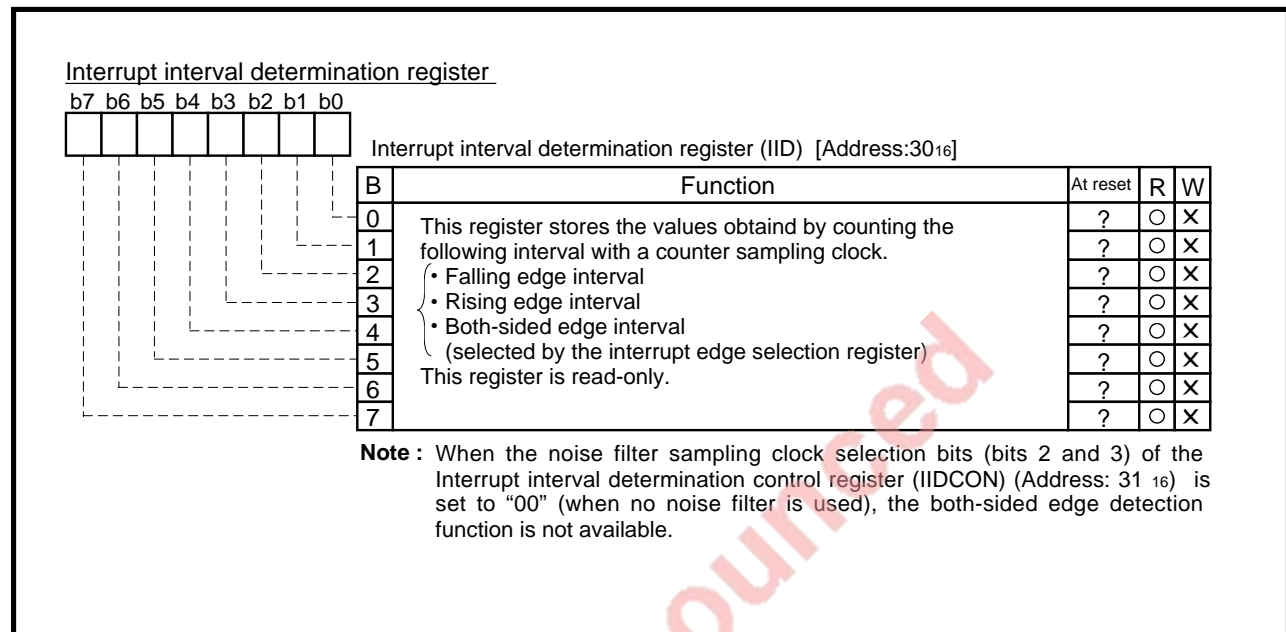 Interrupt interval determination register
b7 b6 b5 b4 b3 b2 b1 b0
Interrupt interval determination register (IID) [Address:3016]
B Function At reset R W
0 This register stores the values obtaind by counting the ? ○ ✕
1 following interval with a counter sampling clock. ? ○ ✕
2 • Falling edge interval ? ○ ✕
3 • Rising edge interval ? ○ ✕
4 • Both-sided edge interval ? ○ ✕
5 (selected by the interrupt edge selection register) ? ○ ✕
6 This register is read-only. ? ○ ✕
7 ? ○ ✕
Note : When the noise filter sampling clock selection bits (bits 2 and 3) of the
Interrupt interval determination control register (IIDCON) (Address: 31 16) is
set to “00” (when no noise filter is used), the both-sided edge detection
function is not available.
ounced